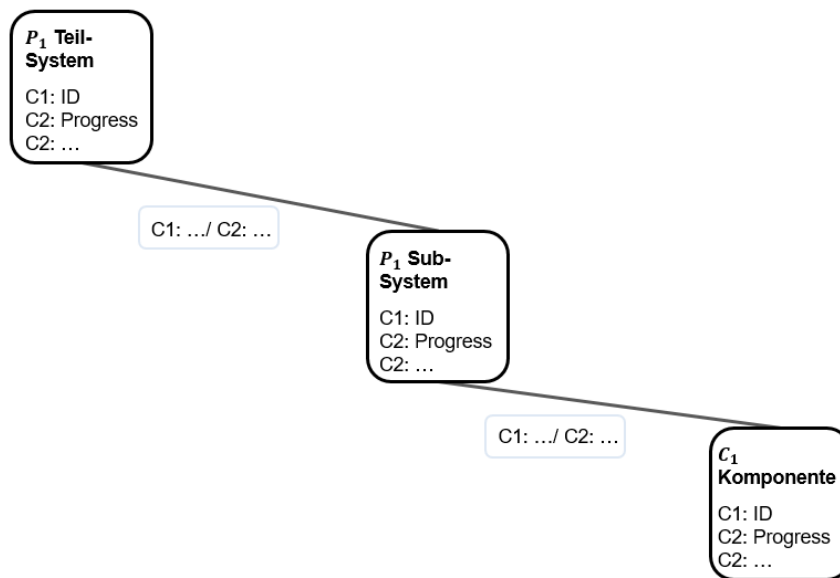 P₁ Teil-
System
C1: ID
C2: Progress
C2: ...
C1: .../ C2: ...
P₁ Sub-
System
C1: ID
C2: Progress
C2: ...
C1: .../ C2: ...
C₁
Komponente
C1: ID
C2: Progress
C2: ...